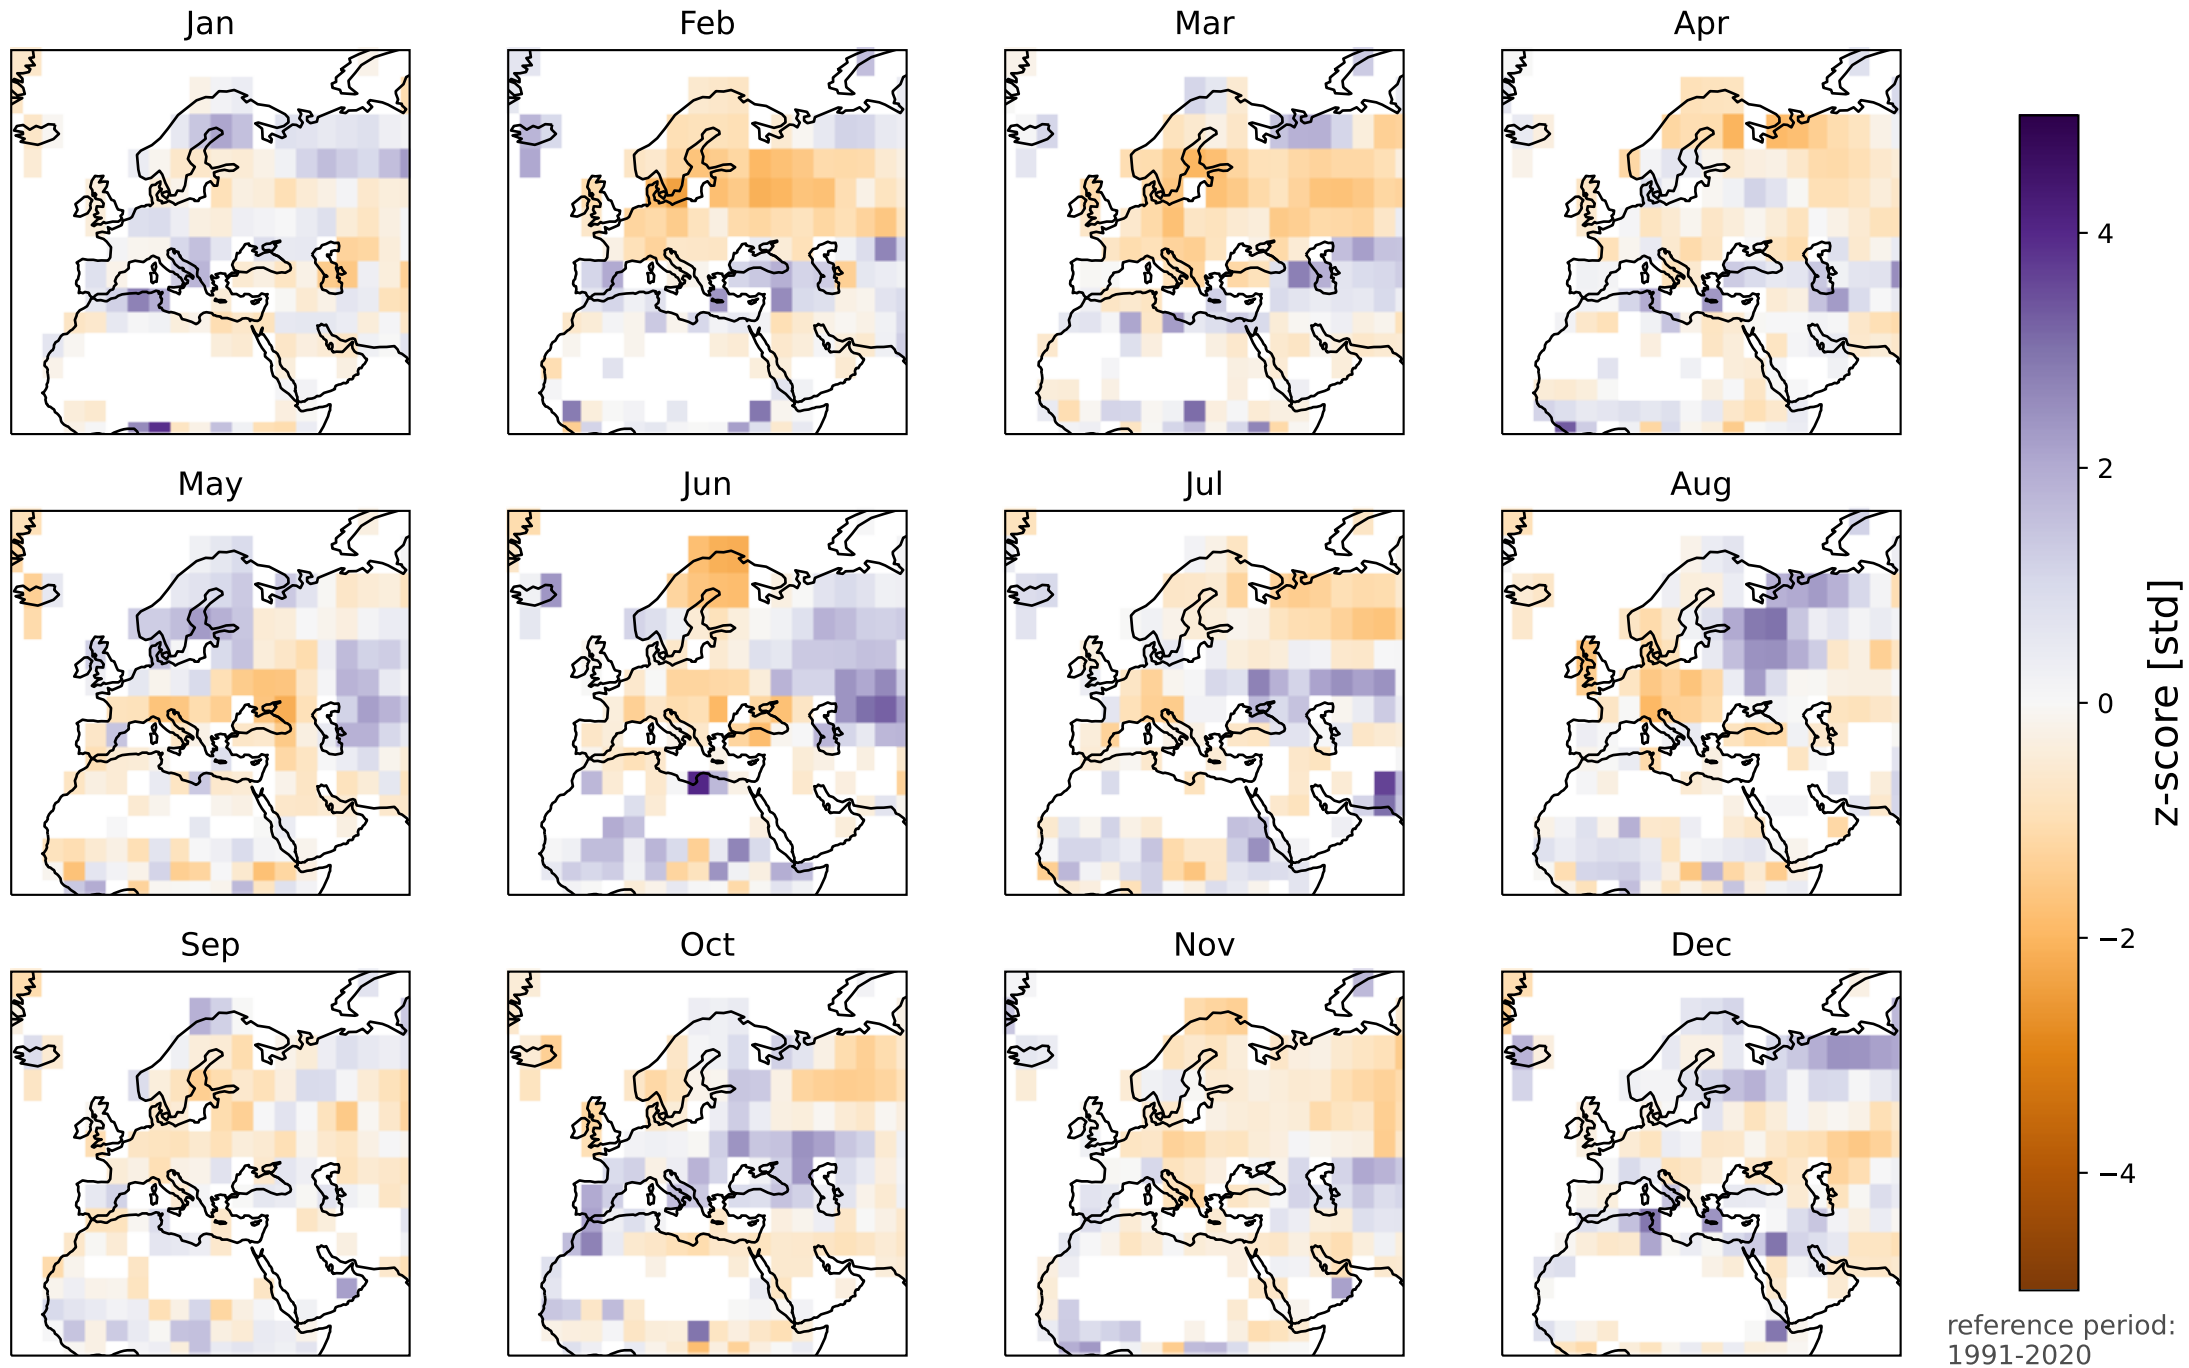 Jan
Feb
Mar
Apr
May
Jun
Jul
Aug
Sep
Oct
Nov
Dec
4
2
0
−2
−4
z-score [std]
reference period:
1991-2020